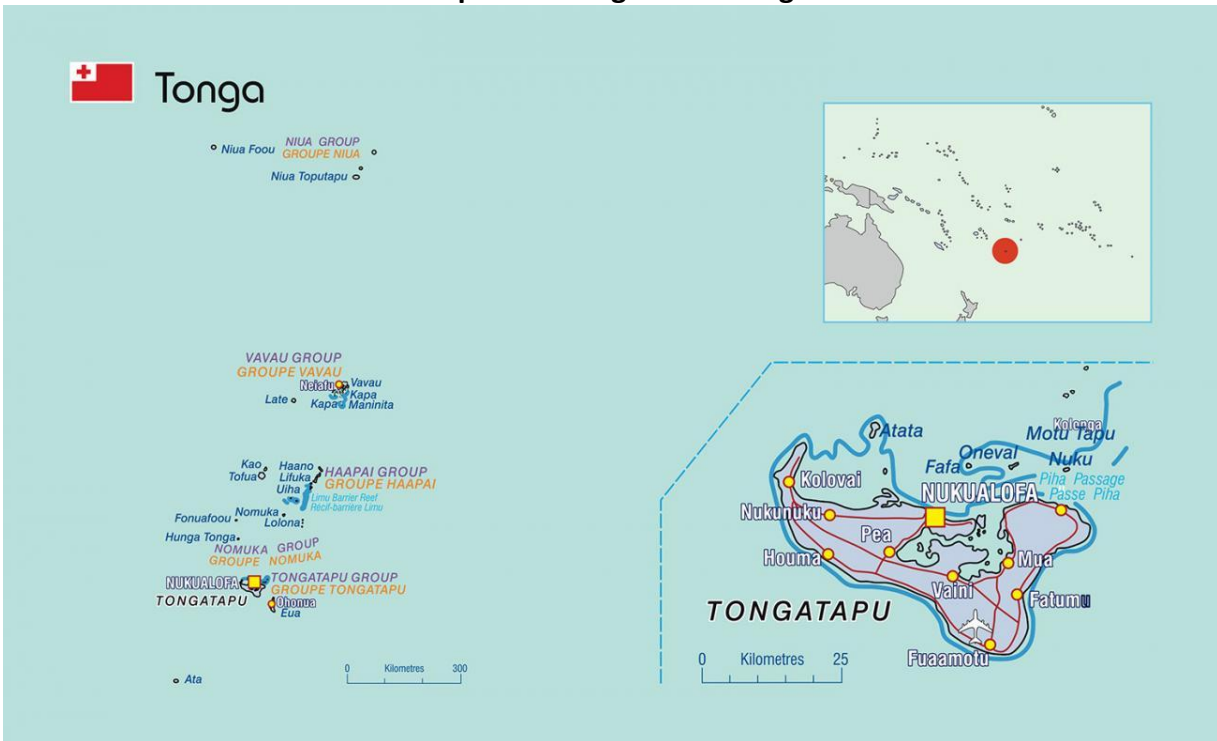 Tonga
NIUA GROUP
GROUPE NIUA
Niua Foou
Niua Toputapu
VAVAU GROUP
GROUPE VAVAU
Neiafu
Vavau
Late
Kapa
Kapa
Maninita
Kao
Tofua
Haano
Lifuka
Uiha
HAAPAI GROUP
GROUPE HAAPAI
Limu Barrier Reef
Récif-barrière Limu
Nomuka
Fonuafoou
Lolona
Hunga Tonga
NOMUKA GROUP
GROUPE NOMUKA
NUKUALOFA
TONGATAPU GROUP
GROUPE TONGATAPU
TONGATAPU
Ohonua
Eua
Ata
0 Kilometres 300
Atata
Kolonga
Motu Tapu
Oneval
Fafa
Nuku
Piha Passage
Passe Piha
Kolovai
NUKUALOFA
Nukunuku
Pea
Houma
Mua
Vaini
Fatumu
TONGATAPU
Fuaamotu
0 Kilometres 25